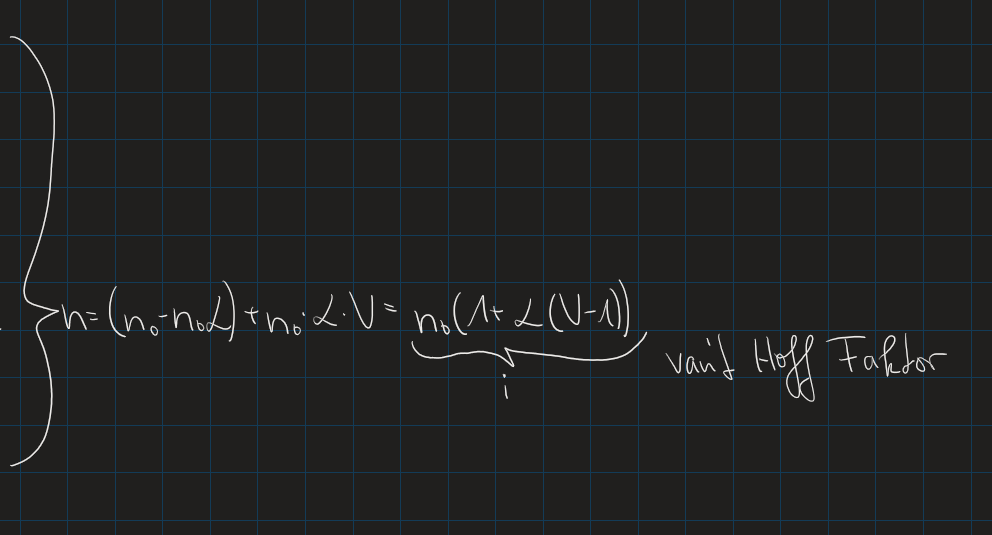 n=(n₀-n₀α)+n₀·α·N = n₀(1+α(N-1))
i
van't Hoff Faktor